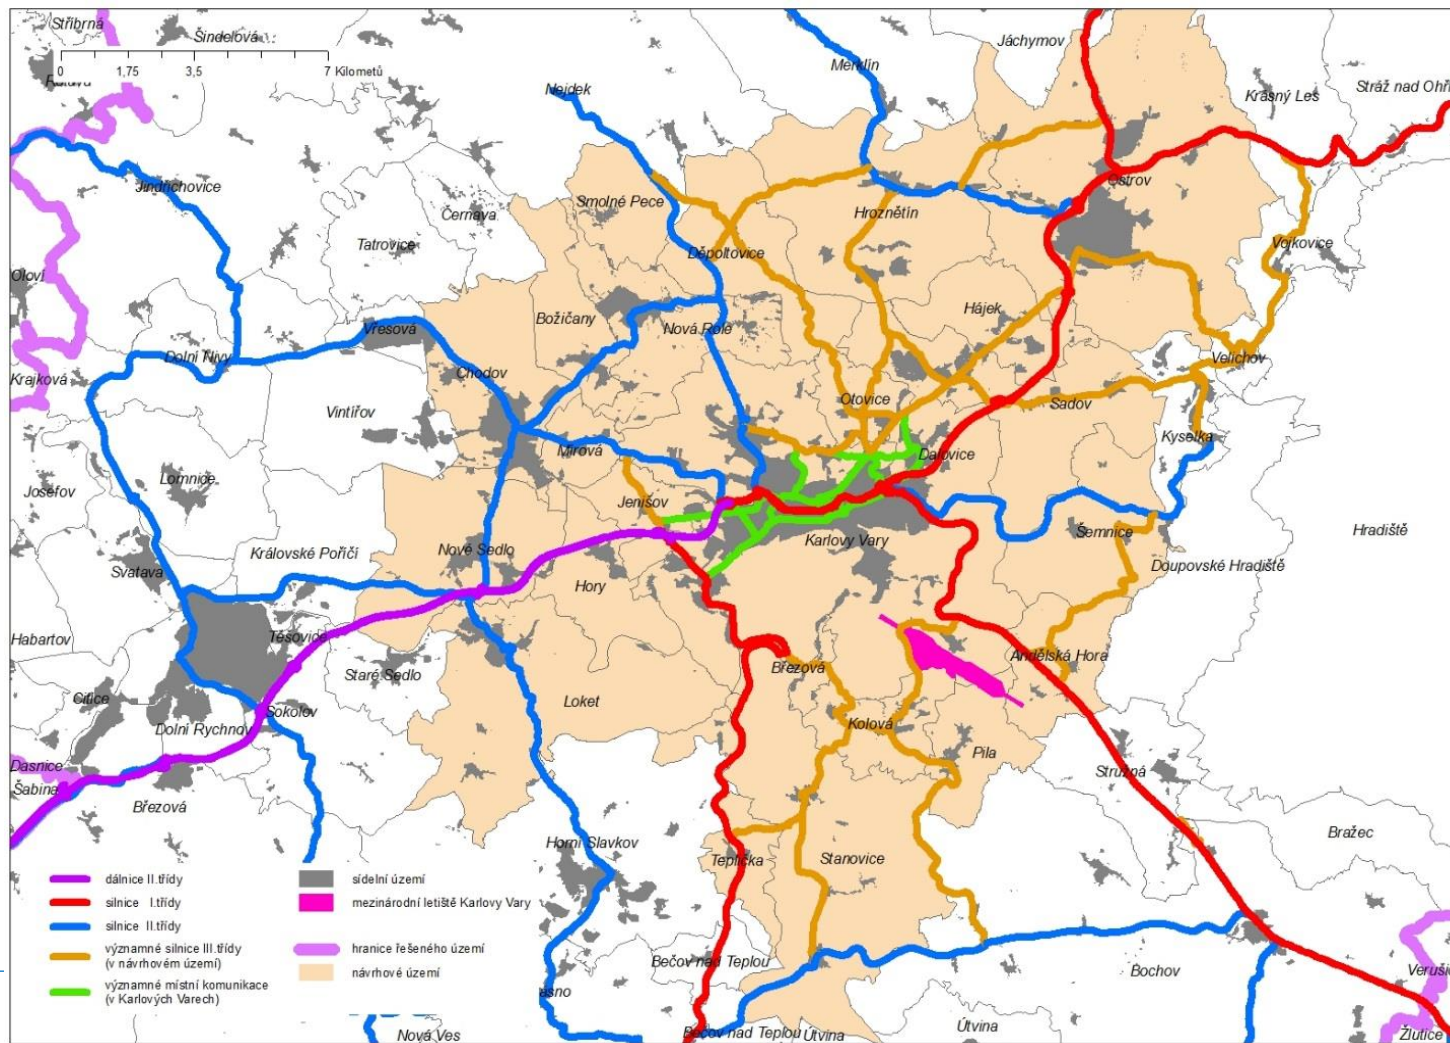 Stříbrná
Šindelová
0 1,75 3,5 7 Kilometů
Jáchymov
Merklín
Nejdek
Krásný Les
Stráž nad Ohří
Jindřichovice
Ostrov
Černava
Smolné Pece
Hroznětín
Tatrovice
Děpoltovice
Vojkovice
Oloví
Hájek
Božičany
Vřesová
Nová Role
Dolní Nivy
Velichov
Krajková
Chodov
Otovice
Sadov
Vintířov
Kyselka
Mírová
Dalovice
Lomnice
Josefov
Jenišov
Hradiště
Šemnice
Karlovy Vary
Královské Poříčí
Nové Sedlo
Doupovské Hradiště
Svatava
Hory
Habartov
Těšovice
Andělská Hora
Březová
Staré Sedlo
Citice
Loket
Sokolov
Kolová
Dolní Rychnov
Pila
Dasnice
Stružná
Šabina
Březová
Bražec
Horní Slavkov
Teplička
Stanovice
dálnice II.třídy
silnice I.třídy
silnice II.třídy
významné silnice III.třídy
(v návrhovém území)
významné místní komunikace
(v Karlových Varech)
sídelní území
mezinárodní letiště Karlovy Vary
hranice řešeného území
návrhové území
Bečov nad Teplou
Bochov
Nová Ves
Bečov nad Teplou
Útvina
Útvina
Žlutice